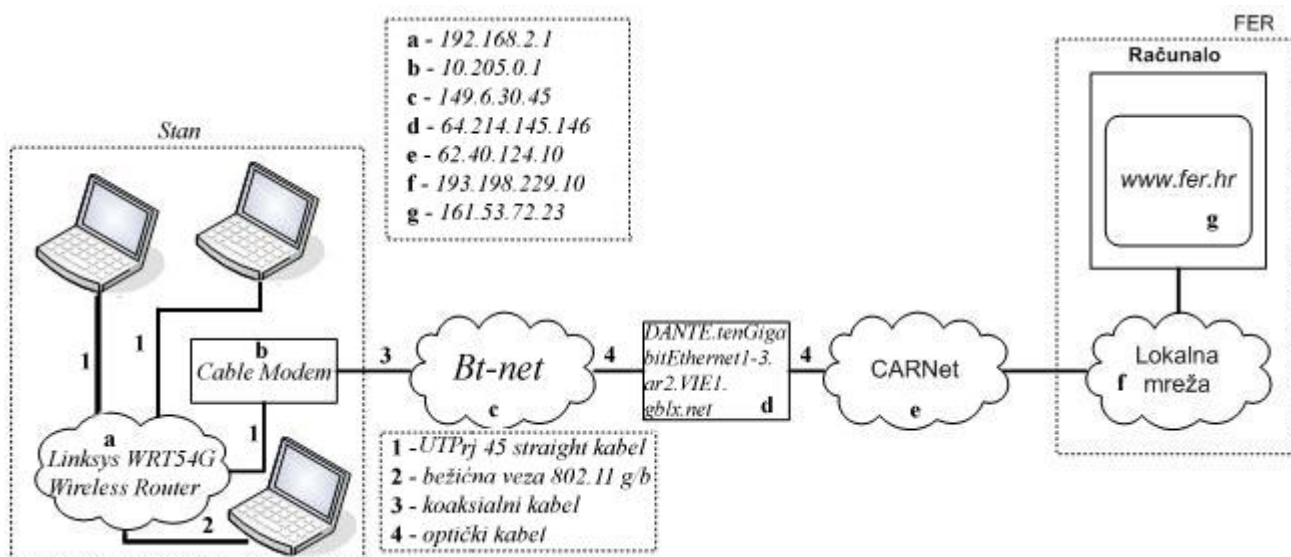 FER
a - 192.168.2.1
b - 10.205.0.1
c - 149.6.30.45
d - 64.214.145.146
e - 62.40.124.10
f - 193.198.229.10
g - 161.53.72.23
Stan
1
1
b
Cable Modem
1
a
Linksys WRT54G
Wireless Router
2
3
Bt-net
c
4
DANTE.tenGiga
bitEthernet1-3.
ar2.VIE1.
gblx.net
d
4
CARNet
e
Računalo
www.fer.hr
g
Lokalna
mreža
f
1 - UTPrj 45 straight kabel
2 - bežićna veza 802.11 g/b
3 - koaksialni kabel
4 - optički kabel